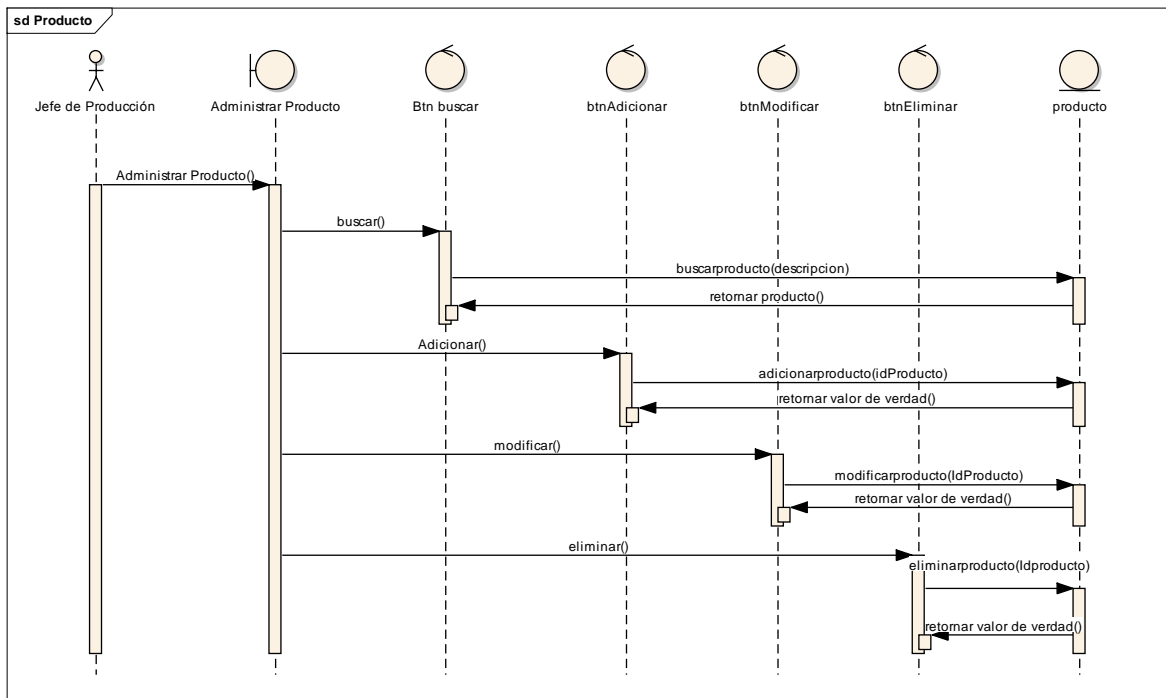 sd Producto
Jefe de Producción
Administrar Producto
Btn buscar
btnAdicionar
btnModificar
btnEliminar
producto
Administrar Producto()
buscar()
buscarproducto(descripcion)
retornar producto()
Adicionar()
adicionarproducto(idProducto)
retornar valor de verdad()
modificar()
modificarproducto(IdProducto)
retornar valor de verdad()
eliminar()
eliminarproducto(Idproducto)
retornar valor de verdad()